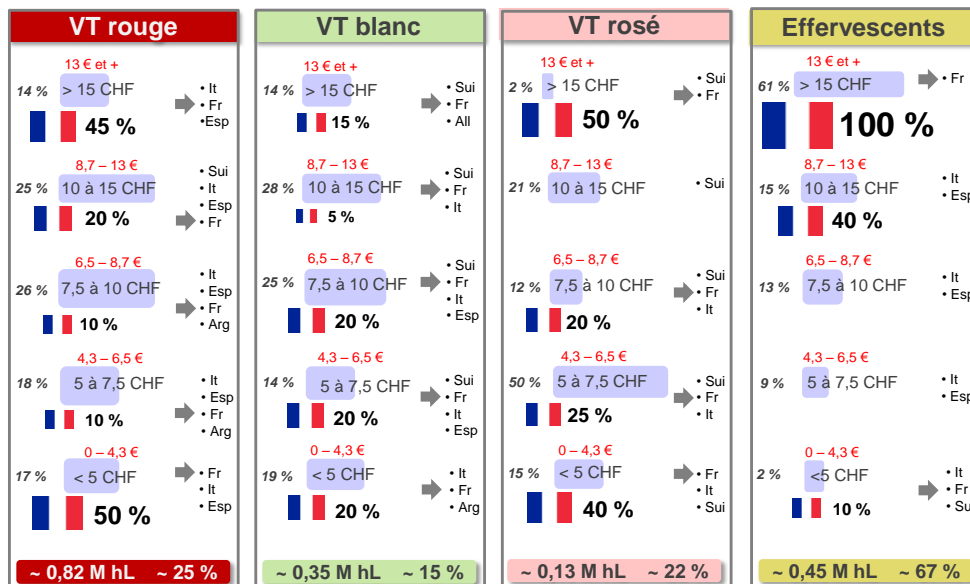 VT rouge
13 € et +
14 %
> 15 CHF
45 %
• It
• Fr
•Esp
8,7 – 13 €
25 %
10 à 15 CHF
20 %
• Sui
• It
• Esp
• Fr
6,5 – 8,7 €
26 %
7,5 à 10 CHF
10 %
• It
• Esp
• Fr
• Arg
4,3 – 6,5 €
18 %
5 à 7,5 CHF
10 %
• It
• Esp
• Fr
• Arg
0 – 4,3 €
17 %
< 5 CHF
50 %
• Fr
• It
• Esp
~ 0,82 M hL ~ 25 %
VT blanc
13 € et +
14 %
> 15 CHF
15 %
• Sui
• Fr
• All
8,7 – 13 €
28 %
10 à 15 CHF
5 %
• Sui
• Fr
• It
6,5 – 8,7 €
25 %
7,5 à 10 CHF
20 %
• Sui
• Fr
• It
• Esp
4,3 – 6,5 €
14 %
5 à 7,5 CHF
20 %
• Sui
• Fr
• It
• Esp
0 – 4,3 €
19 %
< 5 CHF
20 %
• It
• Fr
• Arg
~ 0,35 M hL ~ 15 %
VT rosé
13 € et +
2 %
> 15 CHF
50 %
• Sui
• Fr
8,7 – 13 €
21 %
10 à 15 CHF
• Sui
6,5 – 8,7 €
12 %
7,5 à 10 CHF
20 %
• Sui
• Fr
• It
4,3 – 6,5 €
50 %
5 à 7,5 CHF
25 %
• Sui
• Fr
• It
0 – 4,3 €
15 %
< 5 CHF
40 %
• Fr
• It
• Sui
~ 0,13 M hL ~ 22 %
Effervescents
13 € et +
61 %
> 15 CHF
100 %
• Fr
8,7 – 13 €
15 %
10 à 15 CHF
40 %
• It
• Esp
6,5 – 8,7 €
13 %
7,5 à 10 CHF
• It
• Esp
4,3 – 6,5 €
9 %
5 à 7,5 CHF
• It
• Esp
0 – 4,3 €
2 %
<5 CHF
10 %
• It
• Fr
• Sui
~ 0,45 M hL ~ 67 %